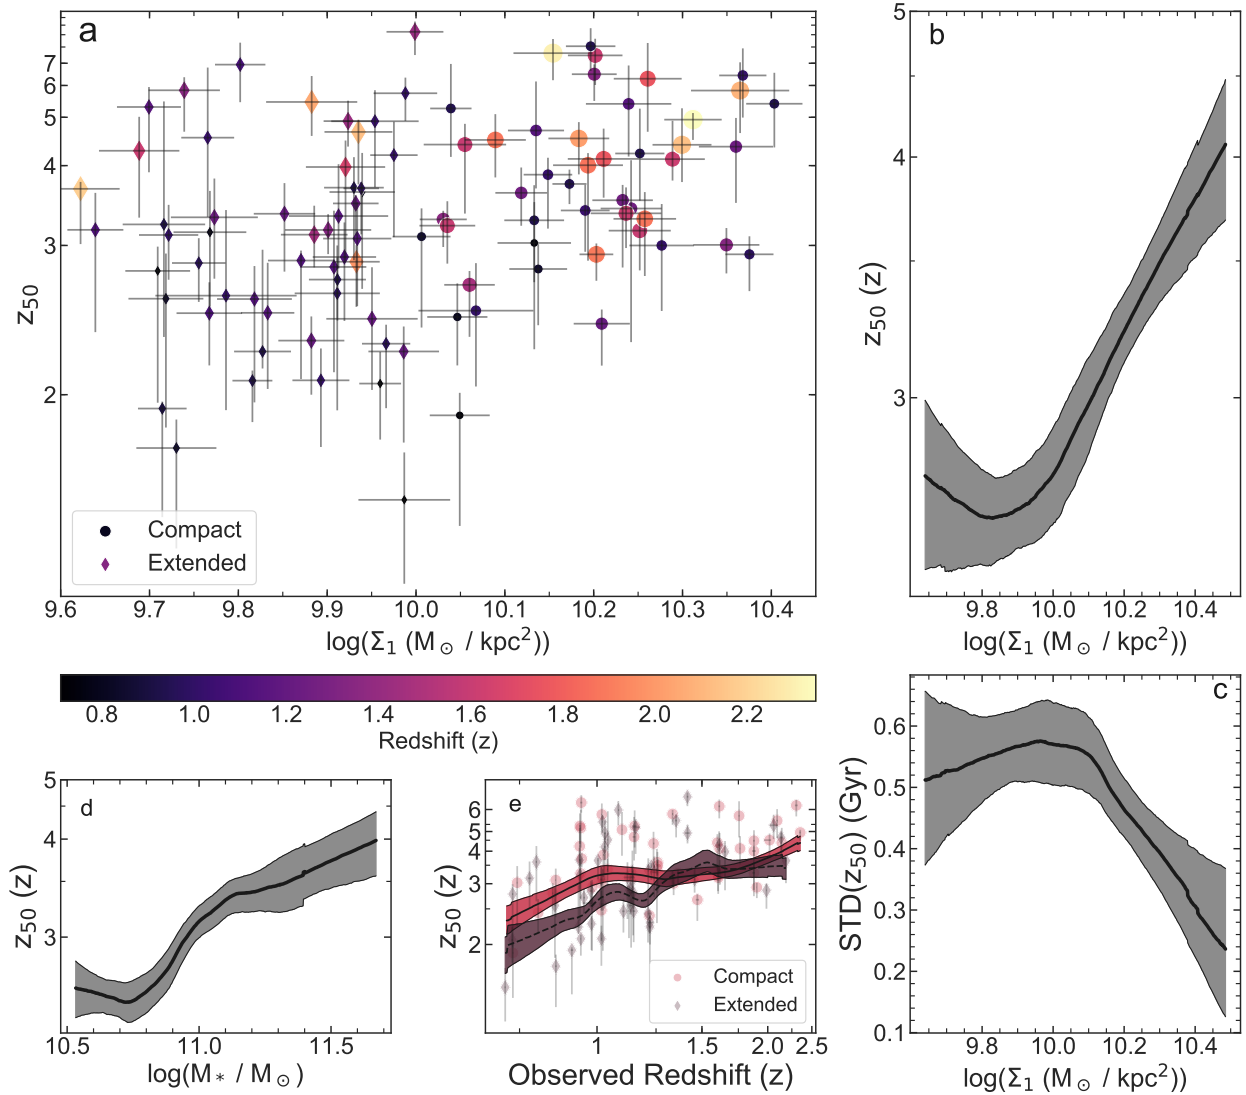 a
7
6
5
4
3
2
z50
Compact
Extended
9.6 9.7 9.8 9.9 10.0 10.1 10.2 10.3 10.4
log(Σ1 (M⊙ / kpc²))
b
5
4
3
z50 (z)
9.8 10.0 10.2 10.4
log(Σ1 (M⊙ / kpc²))
0.8 1.0 1.2 1.4 1.6 1.8 2.0 2.2
Redshift (z)
c
0.6
0.5
0.4
0.3
0.2
0.1
STD(z50) (Gyr)
9.8 10.0 10.2 10.4
log(Σ1 (M⊙ / kpc²))
d
5
4
3
z50 (z)
10.5 11.0 11.5
log(M* / M⊙)
e
6
5
4
3
2
z50 (z)
Compact
Extended
1 1.5 2.0 2.5
Observed Redshift (z)